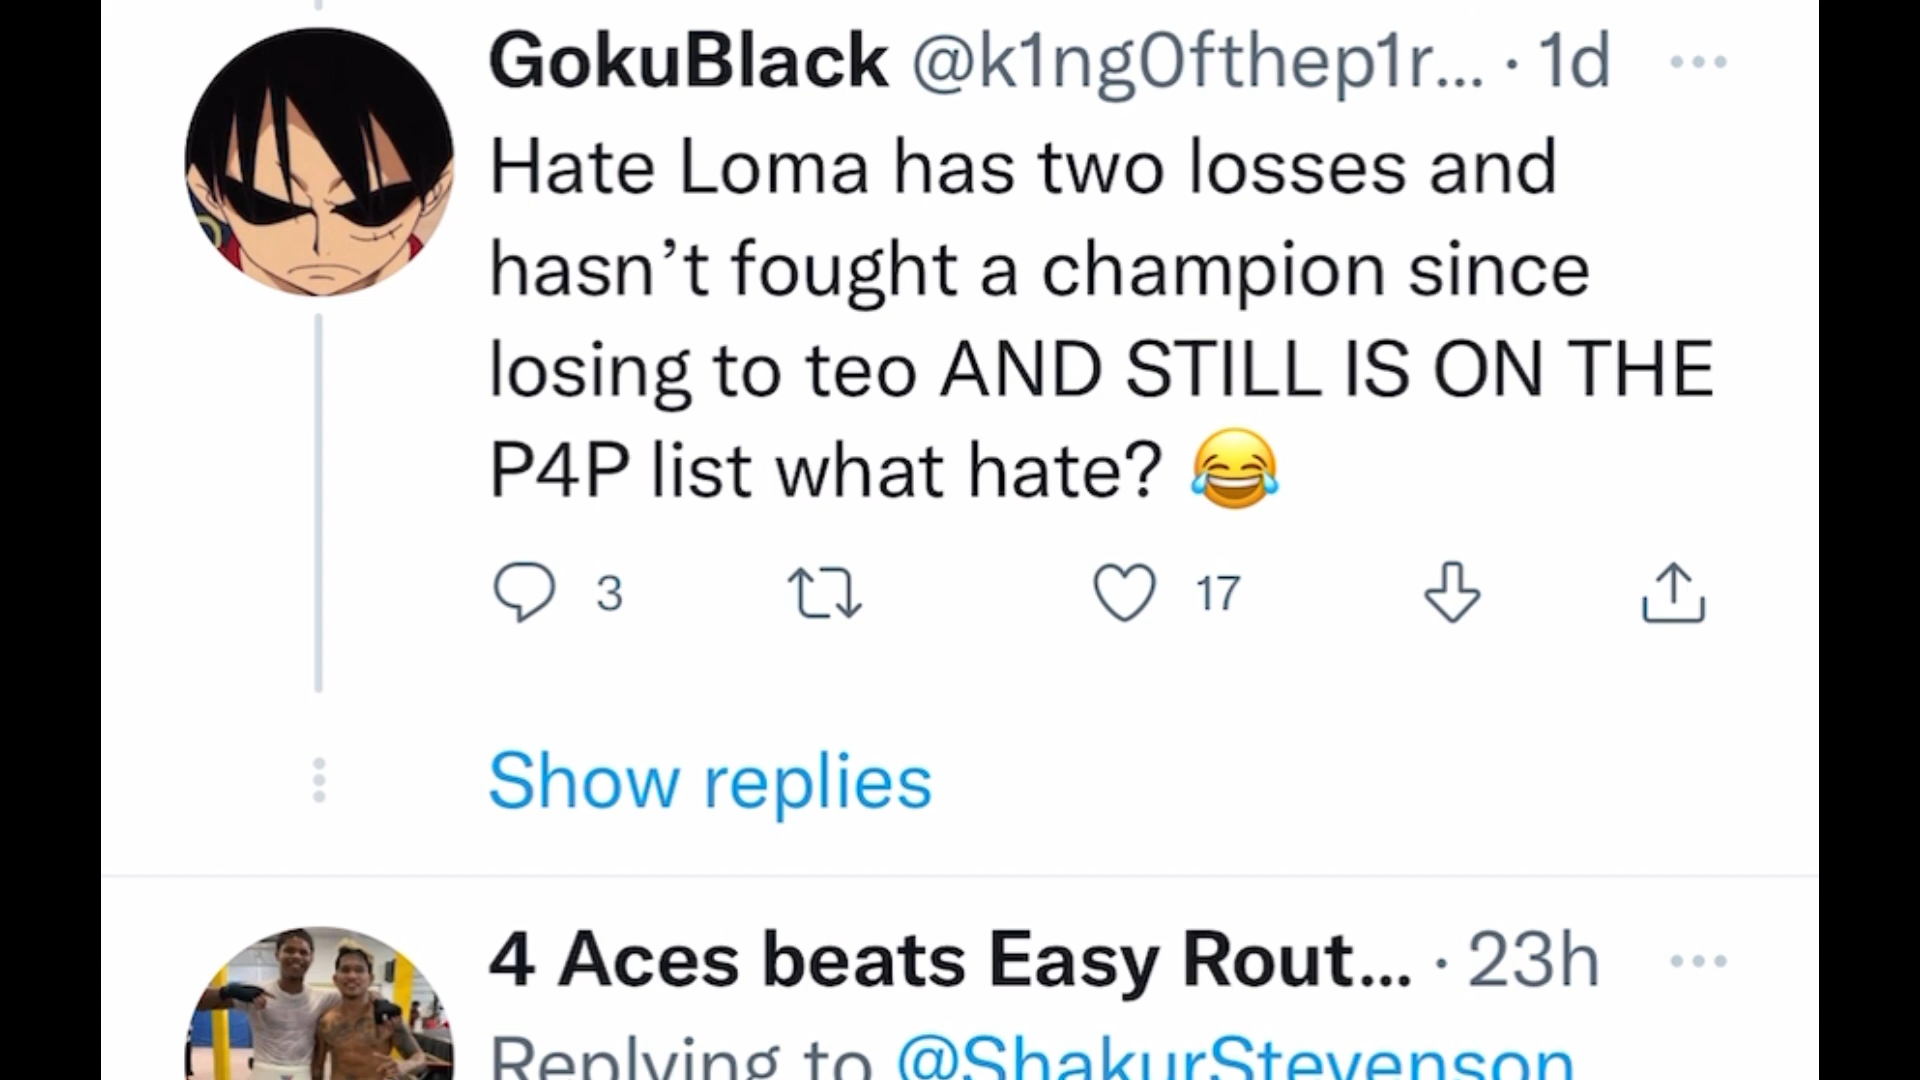 GokuBlack @k1ng0fthep1r... · 1d
Hate Loma has two losses and
hasn’t fought a champion since
losing to teo AND STILL IS ON THE
P4P list what hate? 😂
3 17
Show replies
4 Aces beats Easy Rout... · 23h
Replying to @ShakurStevenson